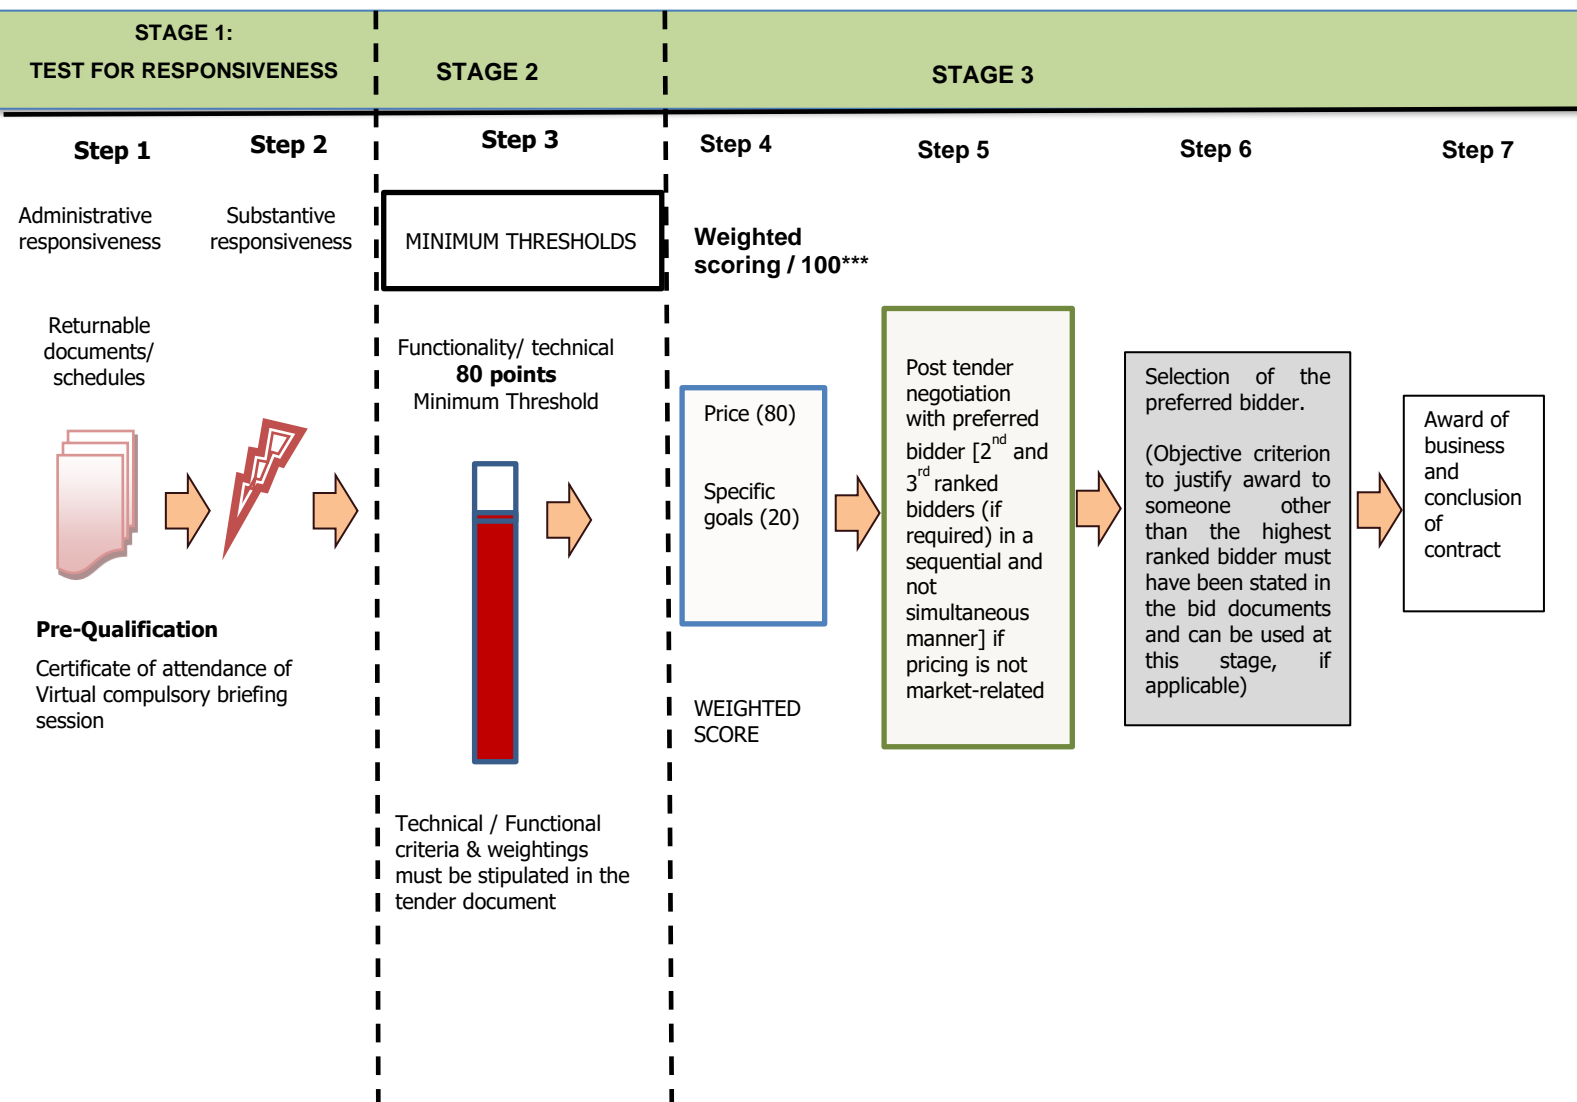 STAGE 1:
TEST FOR RESPONSIVENESS
STAGE 2
STAGE 3
Step 1
Step 2
Step 3
Step 4
Step 5
Step 6
Step 7
Administrative
responsiveness
Substantive
responsiveness
MINIMUM THRESHOLDS
Weighted
scoring / 100***
Returnable
documents/
schedules
Functionality/ technical
80 points
Minimum Threshold
Price (80)
Specific
goals (20)
Post tender
negotiation
with preferred
bidder [2nd and
3rd ranked
bidders (if
required) in a
sequential and
not
simultaneous
manner] if
pricing is not
market-related
Selection of the
preferred bidder.
(Objective criterion
to justify award to
someone other
than the highest
ranked bidder must
have been stated in
the bid documents
and can be used at
this stage, if
applicable)
Award of
business
and
conclusion
of
contract
Pre-Qualification
Certificate of attendance of
Virtual compulsory briefing
session
WEIGHTED
SCORE
Technical / Functional
criteria & weightings
must be stipulated in the
tender document